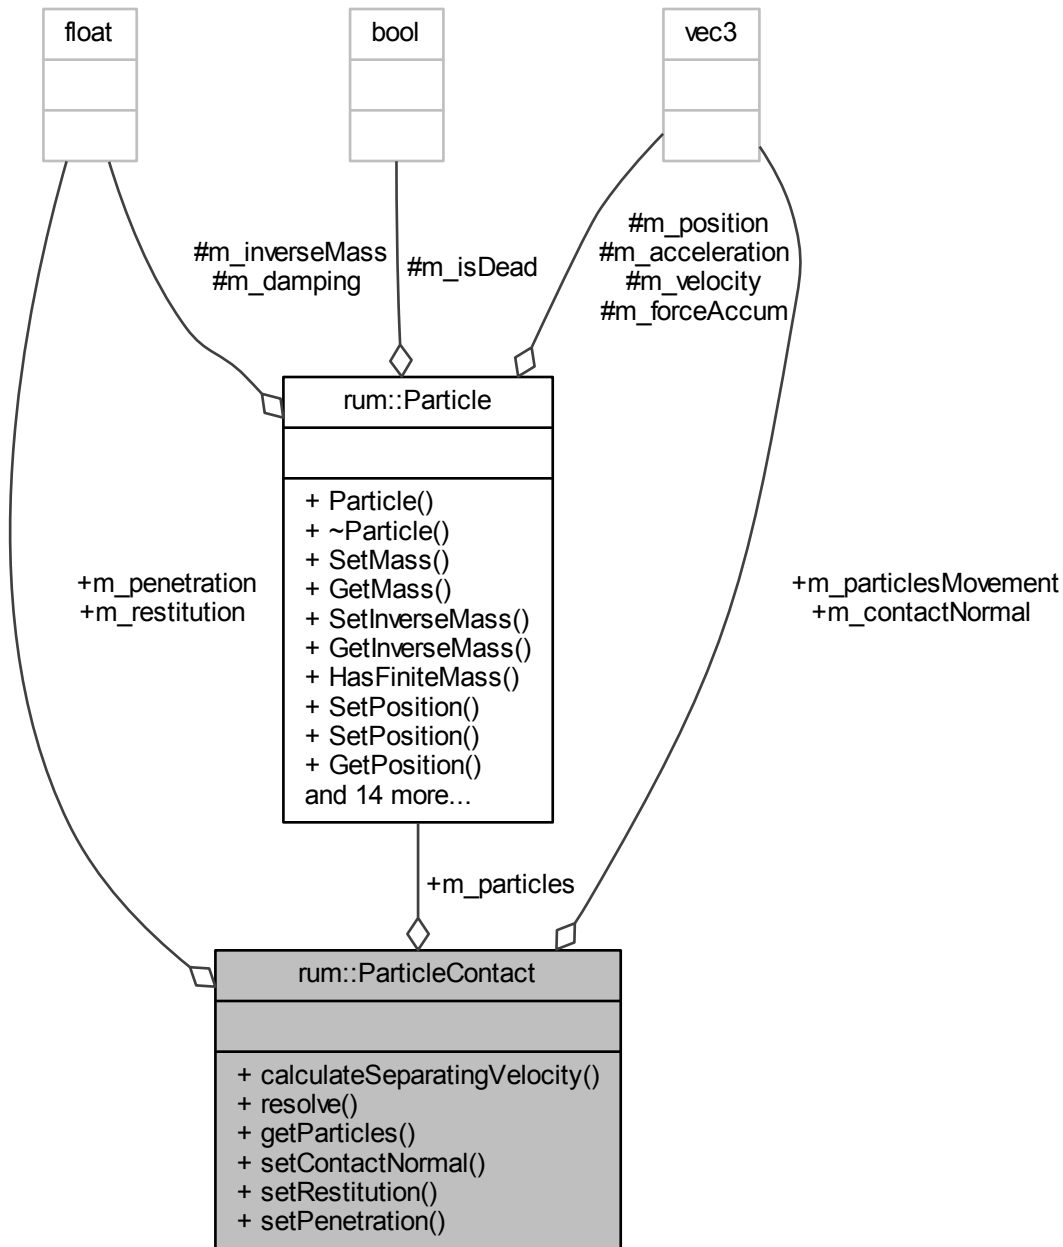 float
bool
vec3
#m_inverseMass
#m_damping
#m_isDead
#m_position
#m_acceleration
#m_velocity
#m_forceAccum
rum::Particle
+ Particle()
+ ~Particle()
+ SetMass()
+ GetMass()
+ SetInverseMass()
+ GetInverseMass()
+ HasFiniteMass()
+ SetPosition()
+ SetPosition()
+ GetPosition()
and 14 more...
+m_penetration
+m_restitution
+m_particlesMovement
+m_contactNormal
+m_particles
rum::ParticleContact
+ calculateSeparatingVelocity()
+ resolve()
+ getParticles()
+ setContactNormal()
+ setRestitution()
+ setPenetration()